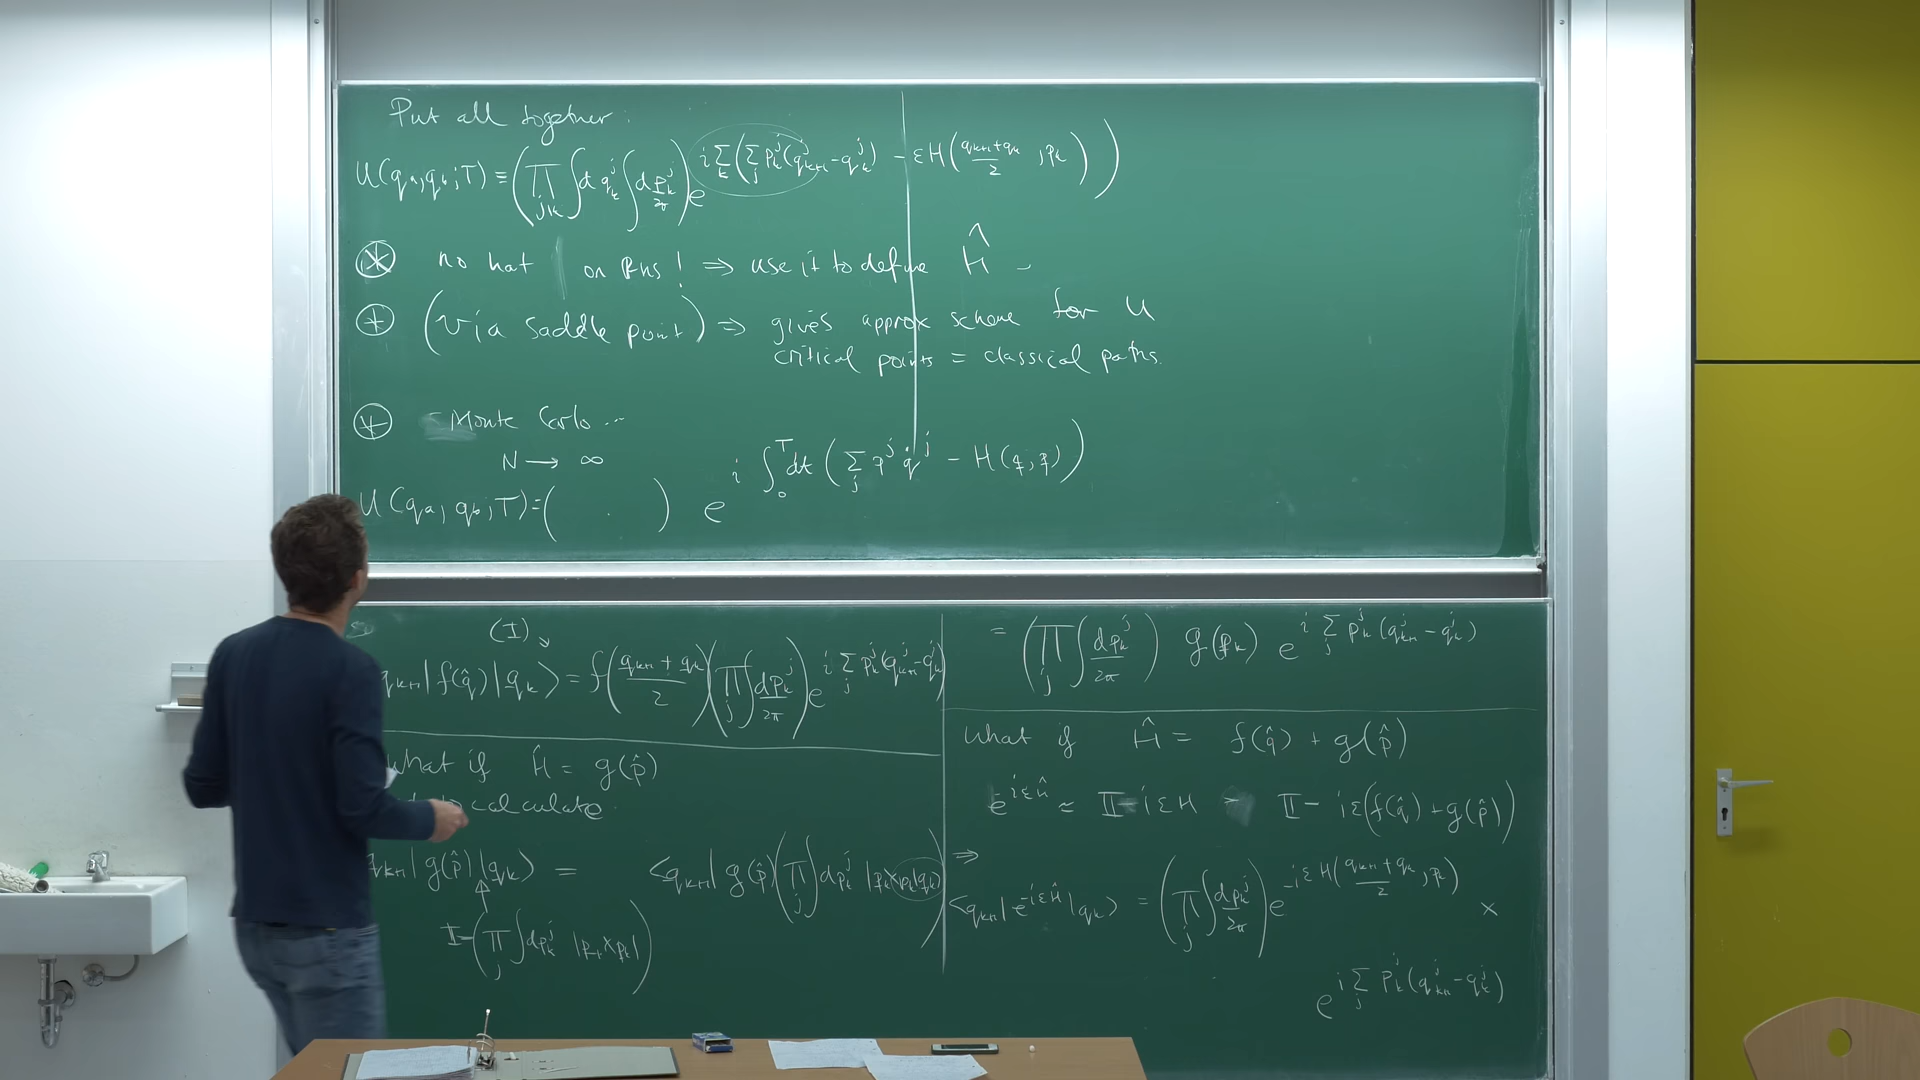 Put all together:
U(qa,qb;T) ≡ (∏_{j,k} ∫dq_k^j ∫dp_k^j/2π) e^{i Σ_k (Σ_j p_k^j (q_{k+1}^j - q_k^j) - εH((q_{k+1}+q_k)/2, p_k))}
⊛ no hat on RHS! ⇒ use it to define Ĥ
⊛ (via saddle point) ⇒ gives approx scheme for U
critical points = classical paths.
⊛ Monte Carlo ...
N → ∞
U(qa, qb;T) = ( . ) e^{i ∫_0^T dt (Σ_j p^j q̇^j - H(q,p))}
(I)
q_{k+1}|f(q̂)|q_k⟩ = f((q_{k+1}+q_k)/2) (∏_j ∫dp_k^j/2π) e^{i Σ_j p_k^j (q_{k+1}^j - q_k^j)}
What if Ĥ = g(p̂)
calculate
q_{k+1}|g(p̂)|q_k⟩ = ⟨q_{k+1}|g(p̂)(∏_j ∫dp_k^j |p_k⟩⟨p_k|q_k⟩)
𝕀=(∏_j ∫dp_k^j |p_k⟩⟨p_k|)
= (∏_j ∫dp_k^j/2π) g(p_k) e^{i Σ_j p_k^j (q_{k+1}^j - q_k^j)}
What if Ĥ = f(q̂) + g(p̂)
e^{-iεĤ} ≈ 𝕀 - iεH = 𝕀 - iε(f(q̂) + g(p̂))
⇒
⟨q_{k+1}|e^{-iεĤ}|q_k⟩ = (∏_j ∫dp_k^j/2π) e^{-iεH((q_{k+1}+q_k)/2, p_k)} ×
e^{i Σ_j p_k^j (q_{k+1}^j - q_k^j)}